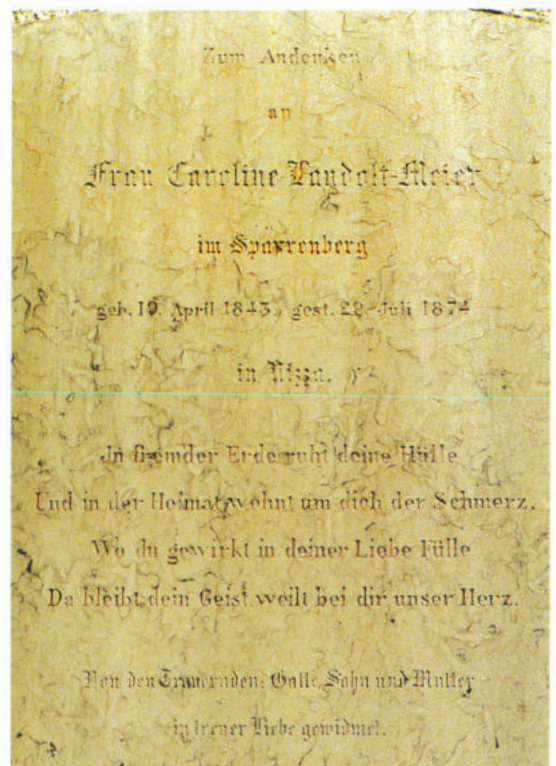 Zum Andenken
an
Frau Caroline Landolt-Meier
im Sparrenberg
geb. 19. April 1843, gest. 22. Juli 1874
in Nizza.
In fremder Erde ruht deine Hülle
Und in der Heimat wohnt um dich der Schmerz.
Wo du gewirkt in deiner Liebe Fülle
Da bleibt dein Geist weilt bei dir unser Herz.
Von den Trauernden: Gatte, Sohn und Mutter
in treuer Liebe gewidmet.